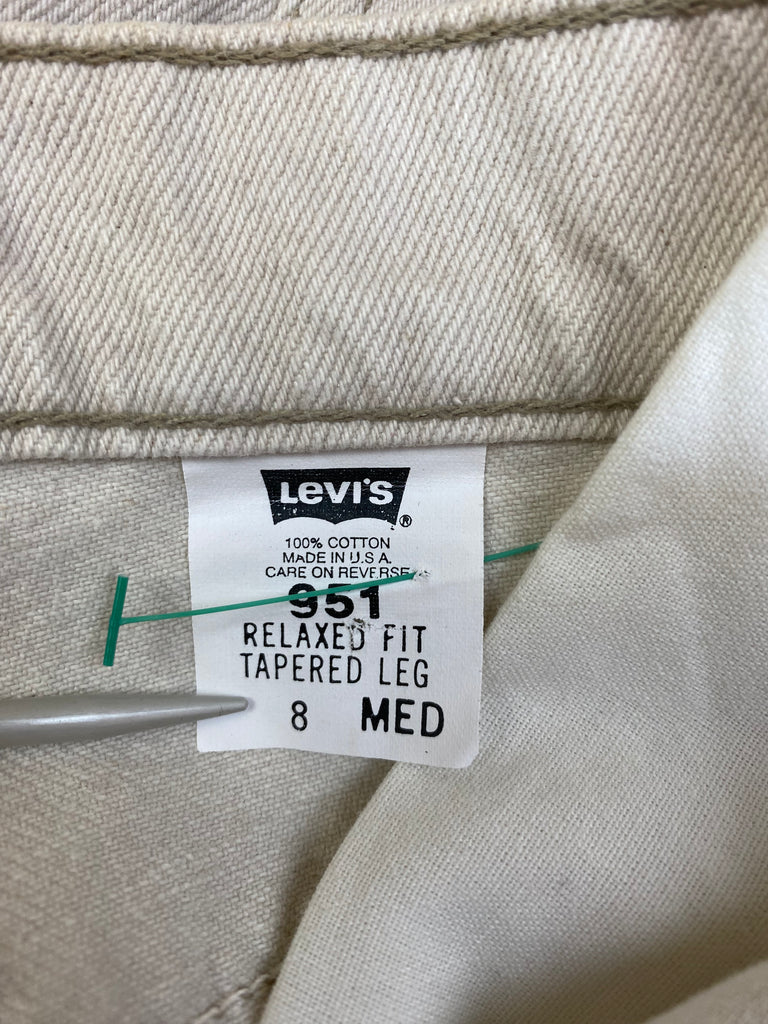 LEVI'S®
100% COTTON
MADE IN U.S.A.
CARE ON REVERSE
951
RELAXED FIT
TAPERED LEG
8 MED